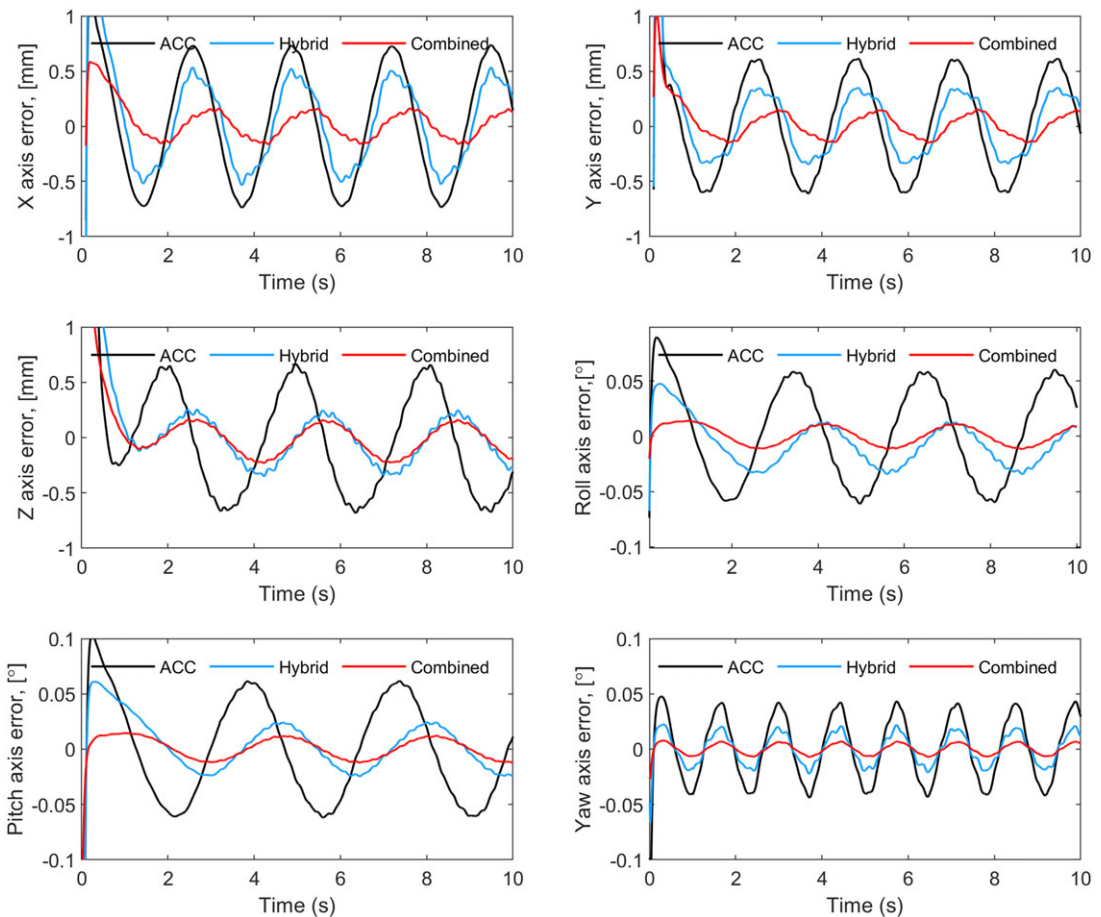 1
0.5
0
-0.5
-1
X axis error, [mm]
ACC Hybrid Combined
0 2 4 6 8 10
Time (s)
1
0.5
0
-0.5
-1
Y axis error, [mm]
ACC Hybrid Combined
0 2 4 6 8 10
Time (s)
1
0.5
0
-0.5
-1
Z axis error, [mm]
ACC Hybrid Combined
0 2 4 6 8 10
Time (s)
0.05
0
-0.05
-0.1
Roll axis error,[°]
ACC Hybrid Combined
2 4 6 8 10
Time (s)
0.1
0.05
0
-0.05
-0.1
Pitch axis error, [°]
ACC Hybrid Combined
0 2 4 6 8 10
Time (s)
0.1
0.05
0
-0.05
-0.1
Yaw axis error, [°]
ACC Hybrid Combined
0 2 4 6 8 10
Time (s)